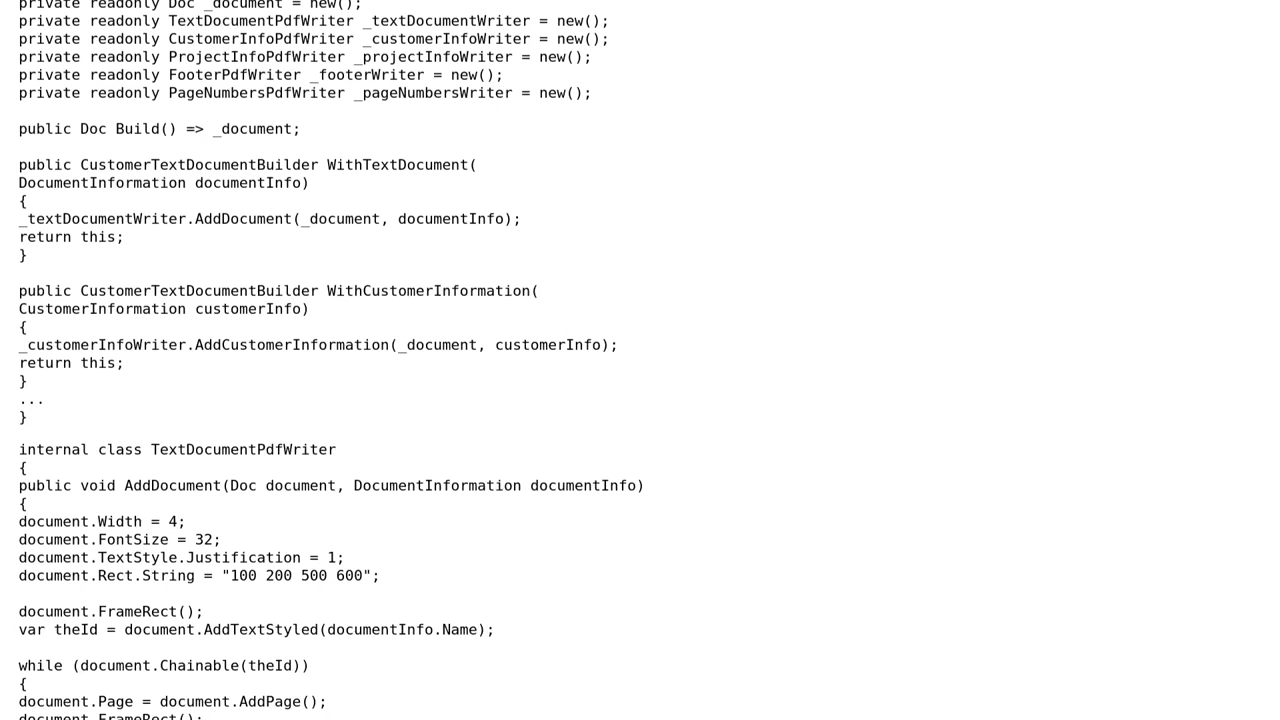 private readonly Doc _document = new();
private readonly TextDocumentPdfWriter _textDocumentWriter = new();
private readonly CustomerInfoPdfWriter _customerInfoWriter = new();
private readonly ProjectInfoPdfWriter _projectInfoWriter = new();
private readonly FooterPdfWriter _footerWriter = new();
private readonly PageNumbersPdfWriter _pageNumbersWriter = new();
public Doc Build() => _document;
public CustomerTextDocumentBuilder WithTextDocument(
DocumentInformation documentInfo)
{
_textDocumentWriter.AddDocument(_document, documentInfo);
return this;
}
public CustomerTextDocumentBuilder WithCustomerInformation(
CustomerInformation customerInfo)
{
_customerInfoWriter.AddCustomerInformation(_document, customerInfo);
return this;
}
...
}
internal class TextDocumentPdfWriter
{
public void AddDocument(Doc document, DocumentInformation documentInfo)
{
document.Width = 4;
document.FontSize = 32;
document.TextStyle.Justification = 1;
document.Rect.String = "100 200 500 600";
document.FrameRect();
var theId = document.AddTextStyled(documentInfo.Name);
while (document.Chainable(theId))
{
document.Page = document.AddPage();
document.FrameRect();